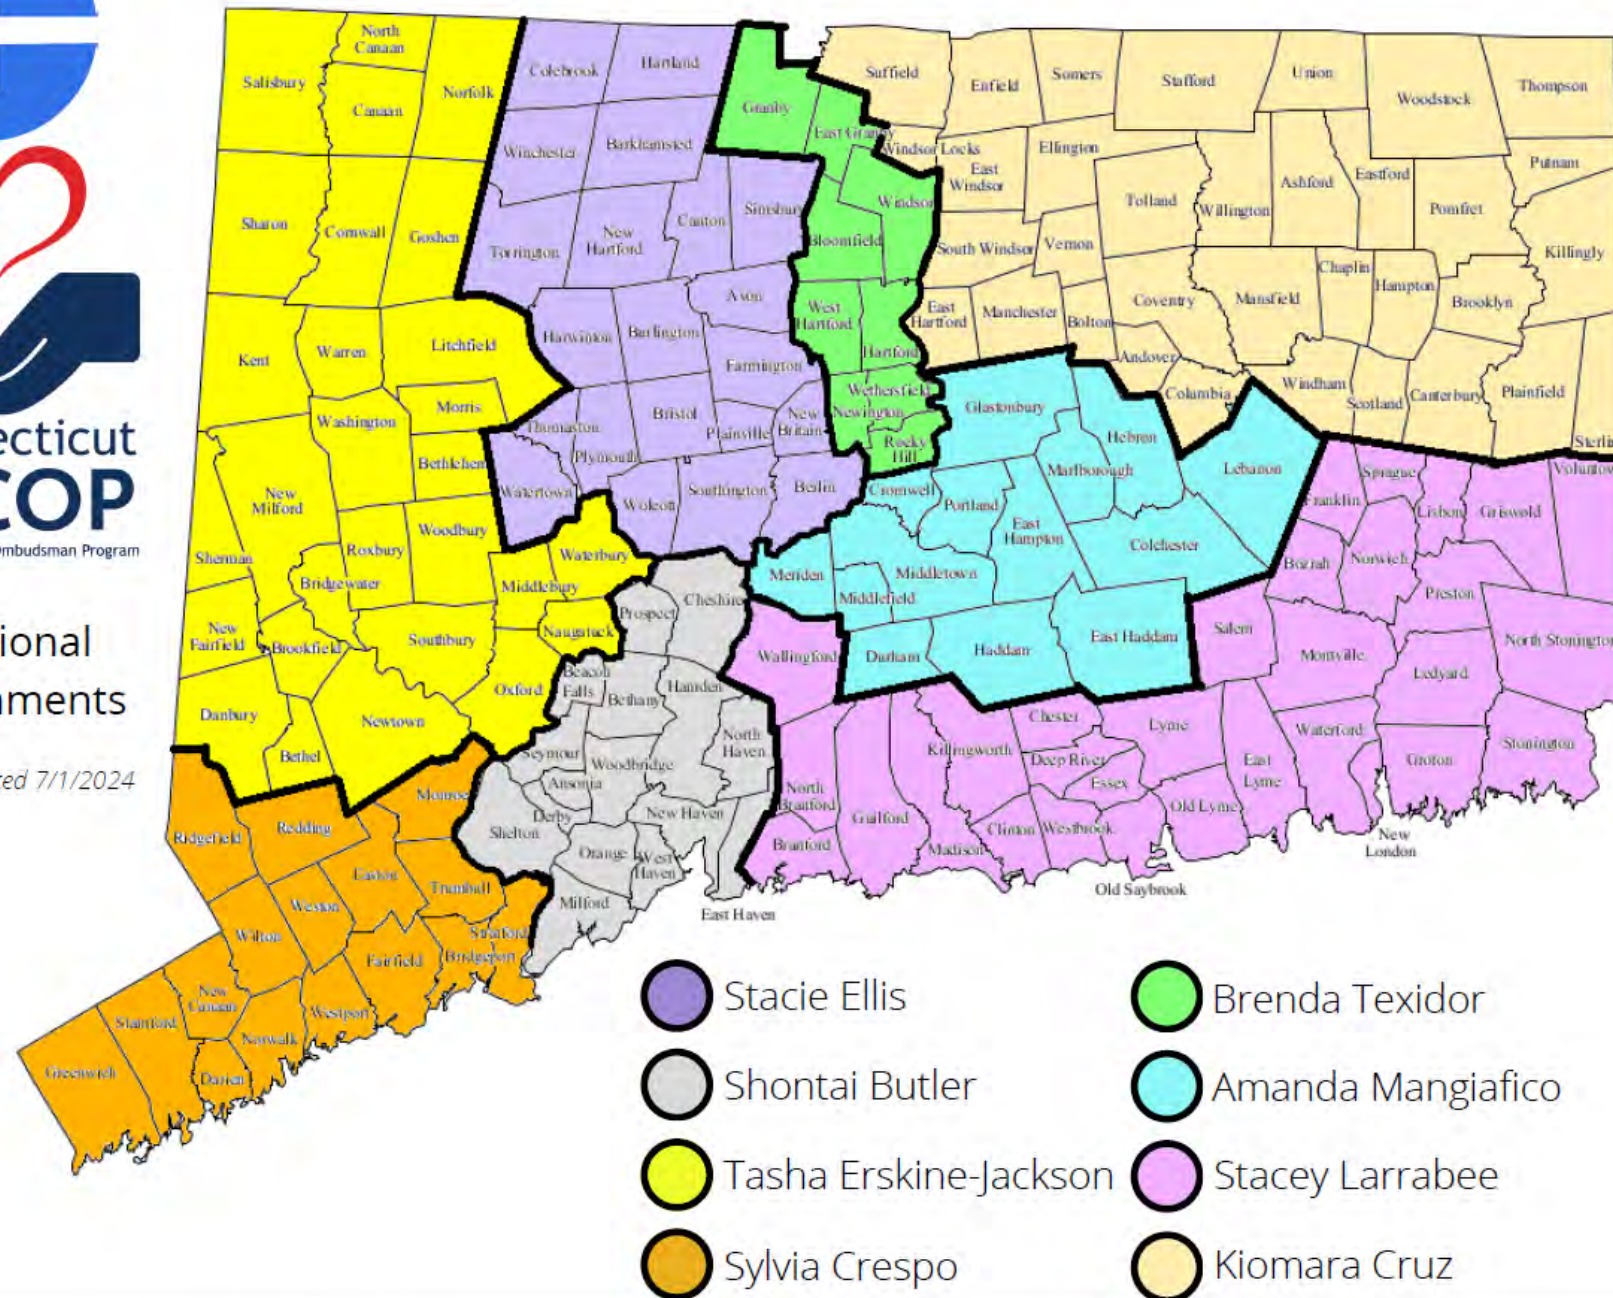 ecticut
COP
Ombudsman Program
ional
nments
ed 7/1/2024
North
Canaan
Salisbury
Canaan
Norfolk
Colebrook
Hartland
Granby
Suffield
Enfield
Somers
Stafford
Union
Woodstock
Thompson
Winchester
Barkhamsted
East Granby
Windsor Locks
East
Windsor
Ellington
Tolland
Willington
Ashford
Eastford
Putnam
Pomfret
Sharon
Cornwall
Goshen
Torrington
New
Hartford
Canton
Simsbury
Bloomfield
Windsor
South Windsor
Vernon
Killingly
Chaplin
Hampton
Brooklyn
Kent
Warren
Litchfield
Harwinton
Burlington
Avon
West
Hartford
Hartford
East
Hartford
Manchester
Bolton
Coventry
Mansfield
Andover
Columbia
Windham
Scotland
Canterbury
Plainfield
Sterlin
Washington
Morris
Bethlehem
Thomaston
Plymouth
Bristol
Plainville
Farmington
New
Britain
Wethersfield
Newington
Rocky
Hill
Glastonbury
Marlborough
Hebron
Lebanon
Franklin
Sprague
Lisbon
Griswold
Voluntow
New
Milford
Woodbury
Watertown
Wolcott
Southington
Berlin
Cromwell
Portland
East
Hampton
Colchester
Bozrah
Norwich
Preston
Sherman
Roxbury
Bridgewater
Waterbury
Middlebury
Meriden
Middletown
Middlefield
New
Fairfield
Brookfield
Southbury
Naugatuck
Prospect
Cheshire
Wallingford
Durham
Haddam
East Haddam
Salem
Montville
Ledyard
North Stonington
Danbury
Bethel
Newtown
Oxford
Beacon
Falls
Bethany
Hamden
North
Haven
Killingworth
Chester
Deep River
Essex
Lyme
East
Lyme
Waterford
Groton
Stonington
Seymour
Woodbridge
Ansonia
Derby
New Haven
North
Branford
Guilford
Madison
Clinton
Westbrook
Old Lyme
New
London
Old Saybrook
Ridgefield
Redding
Monroe
Shelton
Orange
West
Haven
Branford
East Haven
Milford
Easton
Trumbull
Weston
Wilton
Fairfield
Bridgeport
Stratford
New
Canaan
Stamford
Westport
Norwalk
Darien
Greenwich
Stacie Ellis
Brenda Texidor
Shontai Butler
Amanda Mangiafico
Tasha Erskine-Jackson
Stacey Larrabee
Sylvia Crespo
Kiomara Cruz